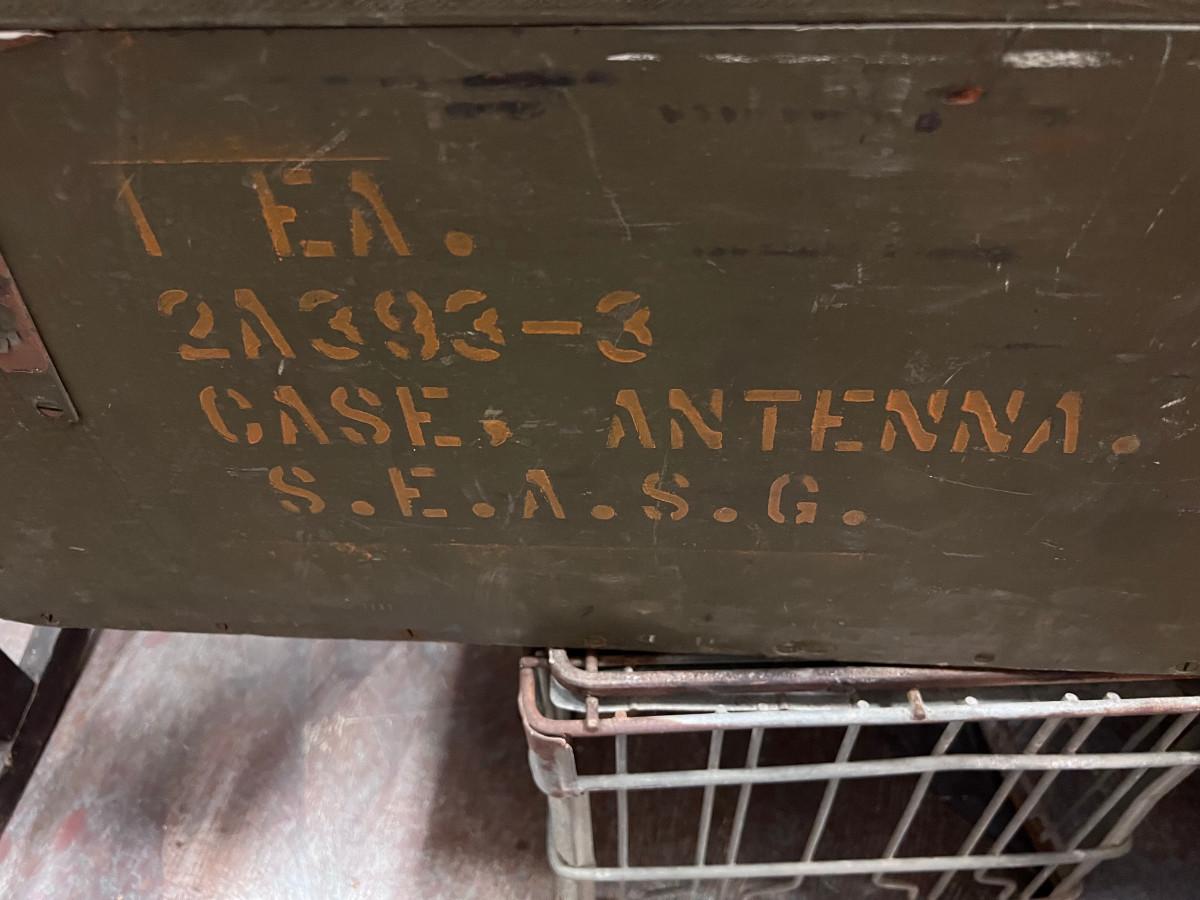 1 EA.
2A393-3
CASE, ANTENNA.
S.E.A.S.G.